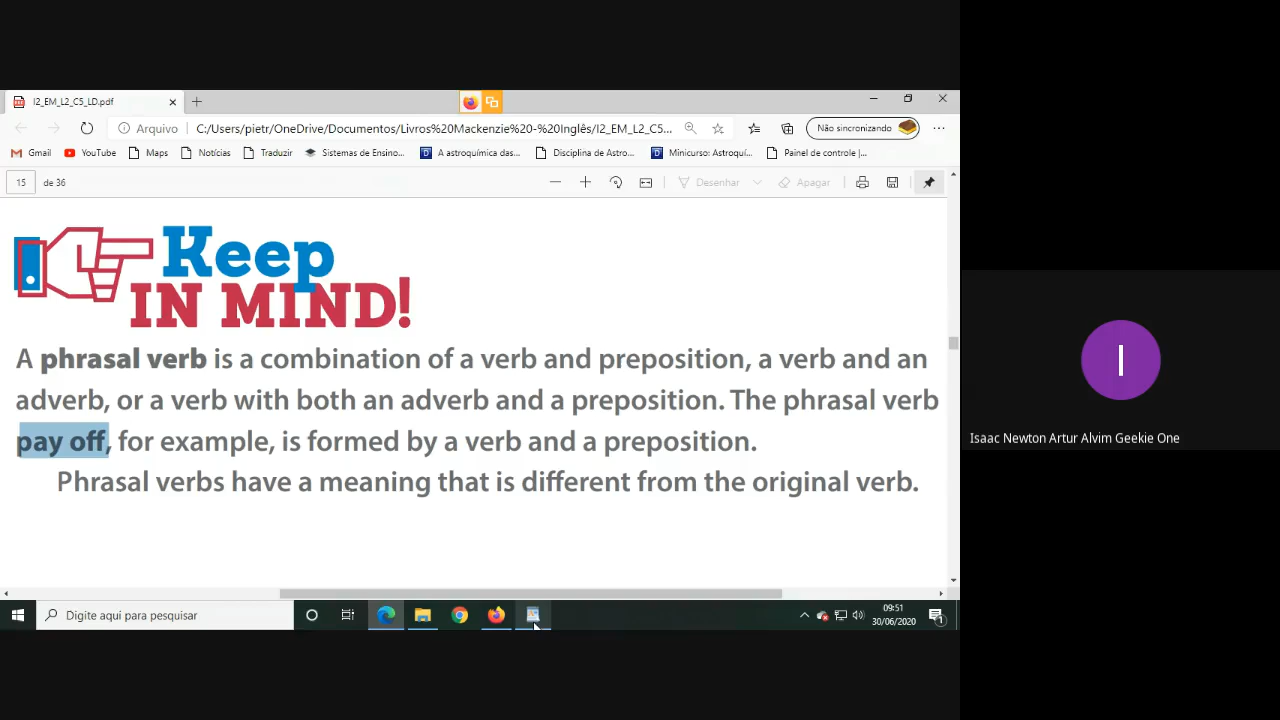 I2_EM_L2_C5_LD.pdf
Arquivo C:/Users/pietr/OneDrive/Documentos/Livros%20Mackenzie%20-%20Inglês/I2_EM_L2_C5... Não sincronizando
Gmail YouTube Maps Notícias Traduzir Sistemas de Ensino... A astroquímica das... Disciplina de Astro... Minicurso: Astroquí... Painel de controle |...
15 de 36 Desenhar Apagar
Keep
IN MIND!
A phrasal verb is a combination of a verb and preposition, a verb and an
adverb, or a verb with both an adverb and a preposition. The phrasal verb
pay off, for example, is formed by a verb and a preposition.
Phrasal verbs have a meaning that is different from the original verb.
I
Isaac Newton Artur Alvim Geekie One
Digite aqui para pesquisar
09:51
30/06/2020
1